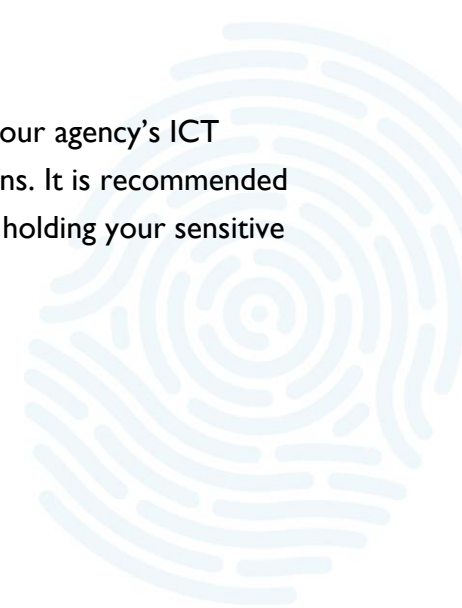 our agency’s ICT
ns. It is recommended
holding your sensitive